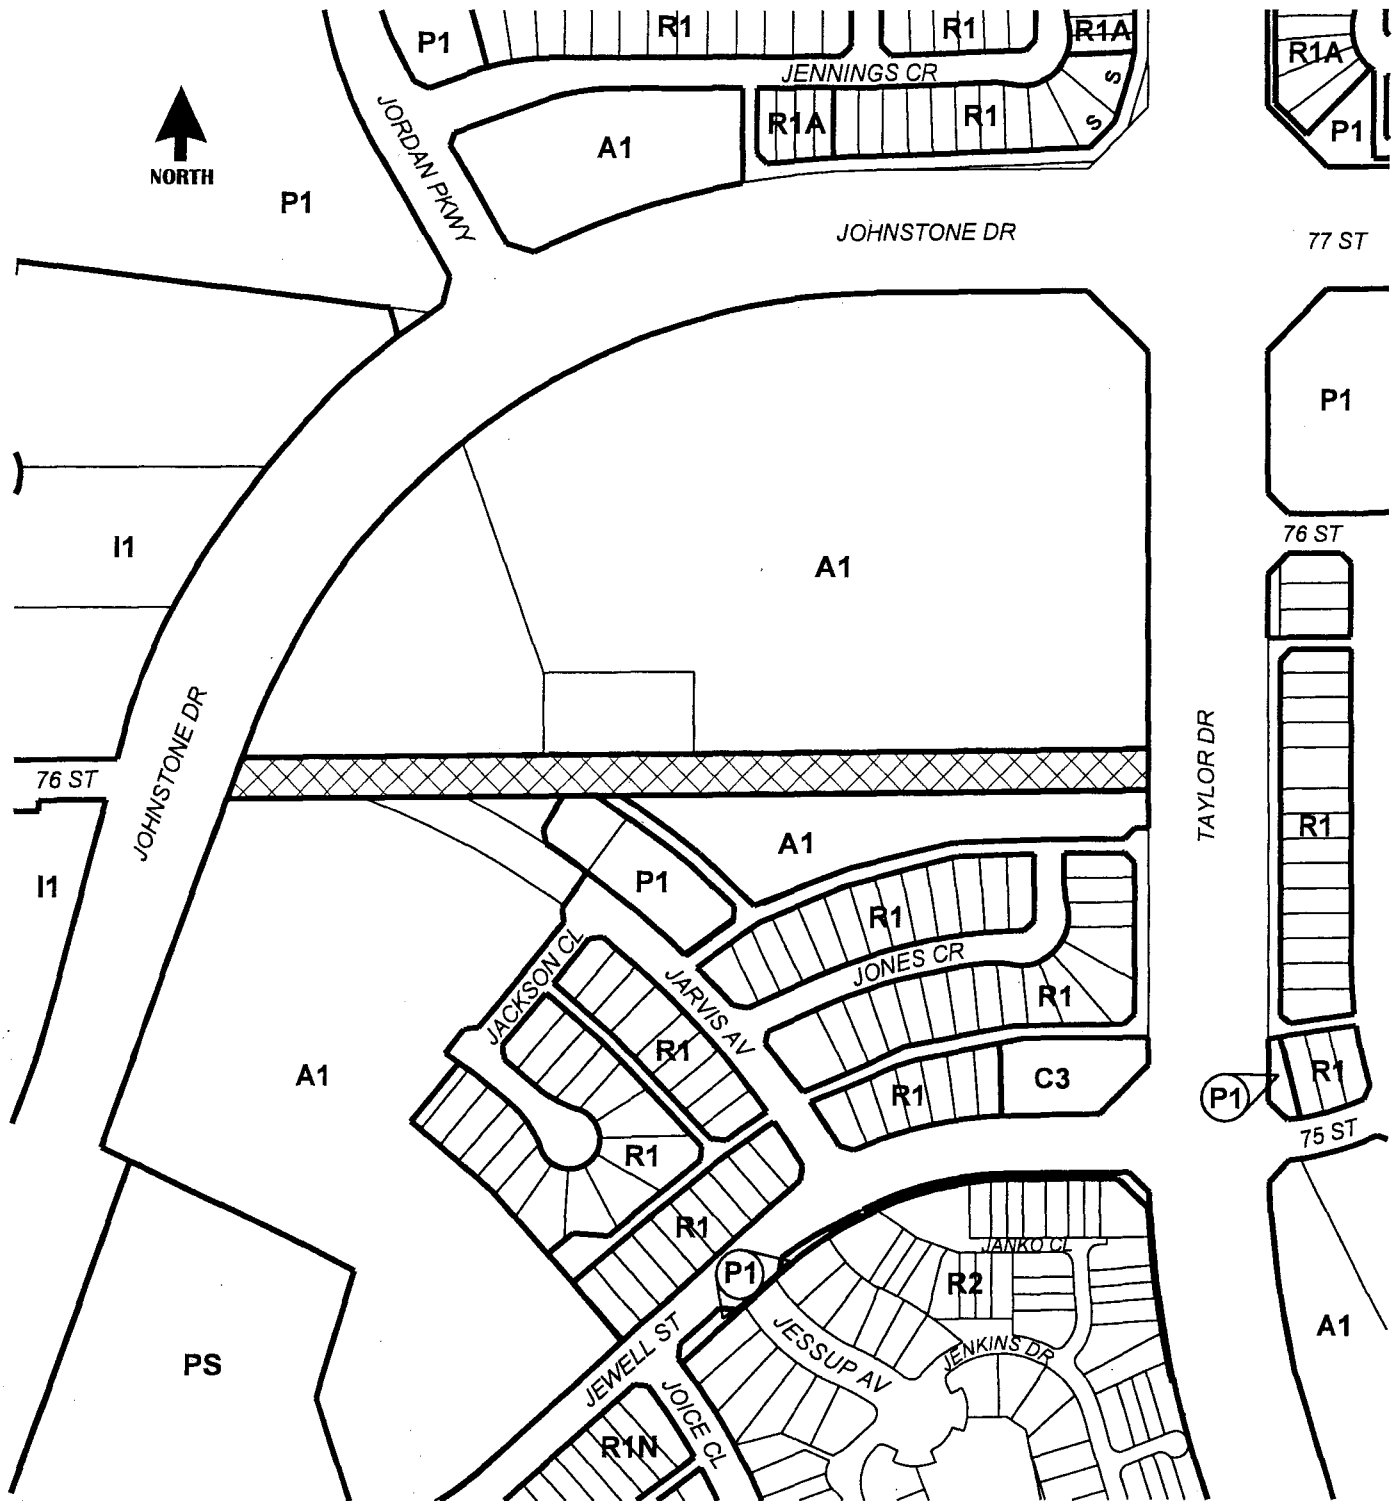 R1
R1
R1A
P1
R1A
JENNINGS CR
S
JORDAN PKWY
R1A
R1
S
P1
A1
NORTH
P1
JOHNSTONE DR
77 ST
P1
76 ST
I1
A1
JOHNSTONE DR
TAYLOR DR
76 ST
R1
A1
I1
P1
R1
JACKSON CL
JARVIS AV
JONES CR
R1
R1
A1
C3
R1
P1
R1
75 ST
R1
R1
JANKO CL
P1
R2
A1
JESSUP AV
JENKINS DR
PS
JEWELL ST
JOICE CL
R1N